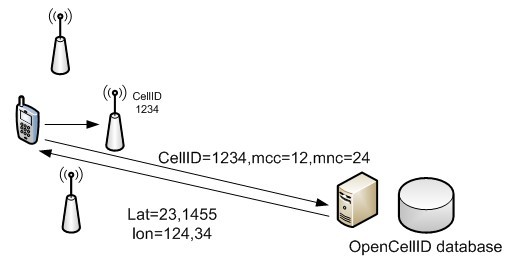 CellID
1234
CellID=1234,mcc=12,mnc=24
Lat=23,1455
lon=124,34
OpenCellID database